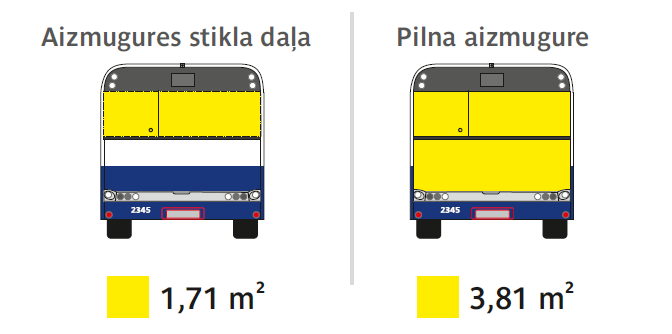 Aizmugures stikla daļa
2345
1,71 m²
Pilna aizmugure
2345
3,81 m²